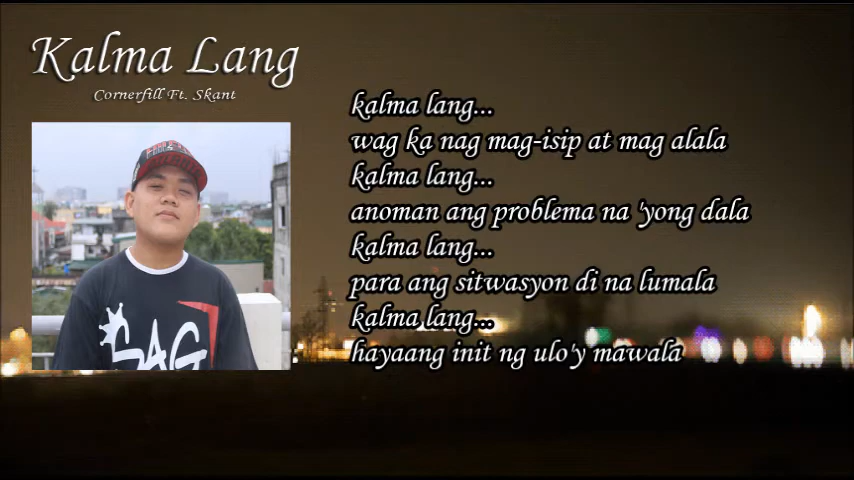 Kalma Lang
Cornerfill Ft. Skant
kalma lang...
wag ka nag mag-isip at mag alala
kalma lang...
anoman ang problema na 'yong dala
kalma lang...
para ang sitwasyon di na lumala
kalma lang...
hayaang init ng ulo'y mawala
SAG